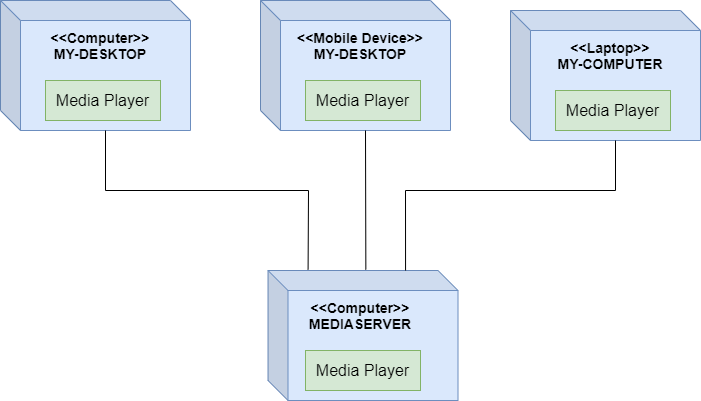 <<Computer>>
MY-DESKTOP
Media Player
<<Mobile Device>>
MY-DESKTOP
Media Player
<<Laptop>>
MY-COMPUTER
Media Player
<<Computer>>
MEDIASERVER
Media Player